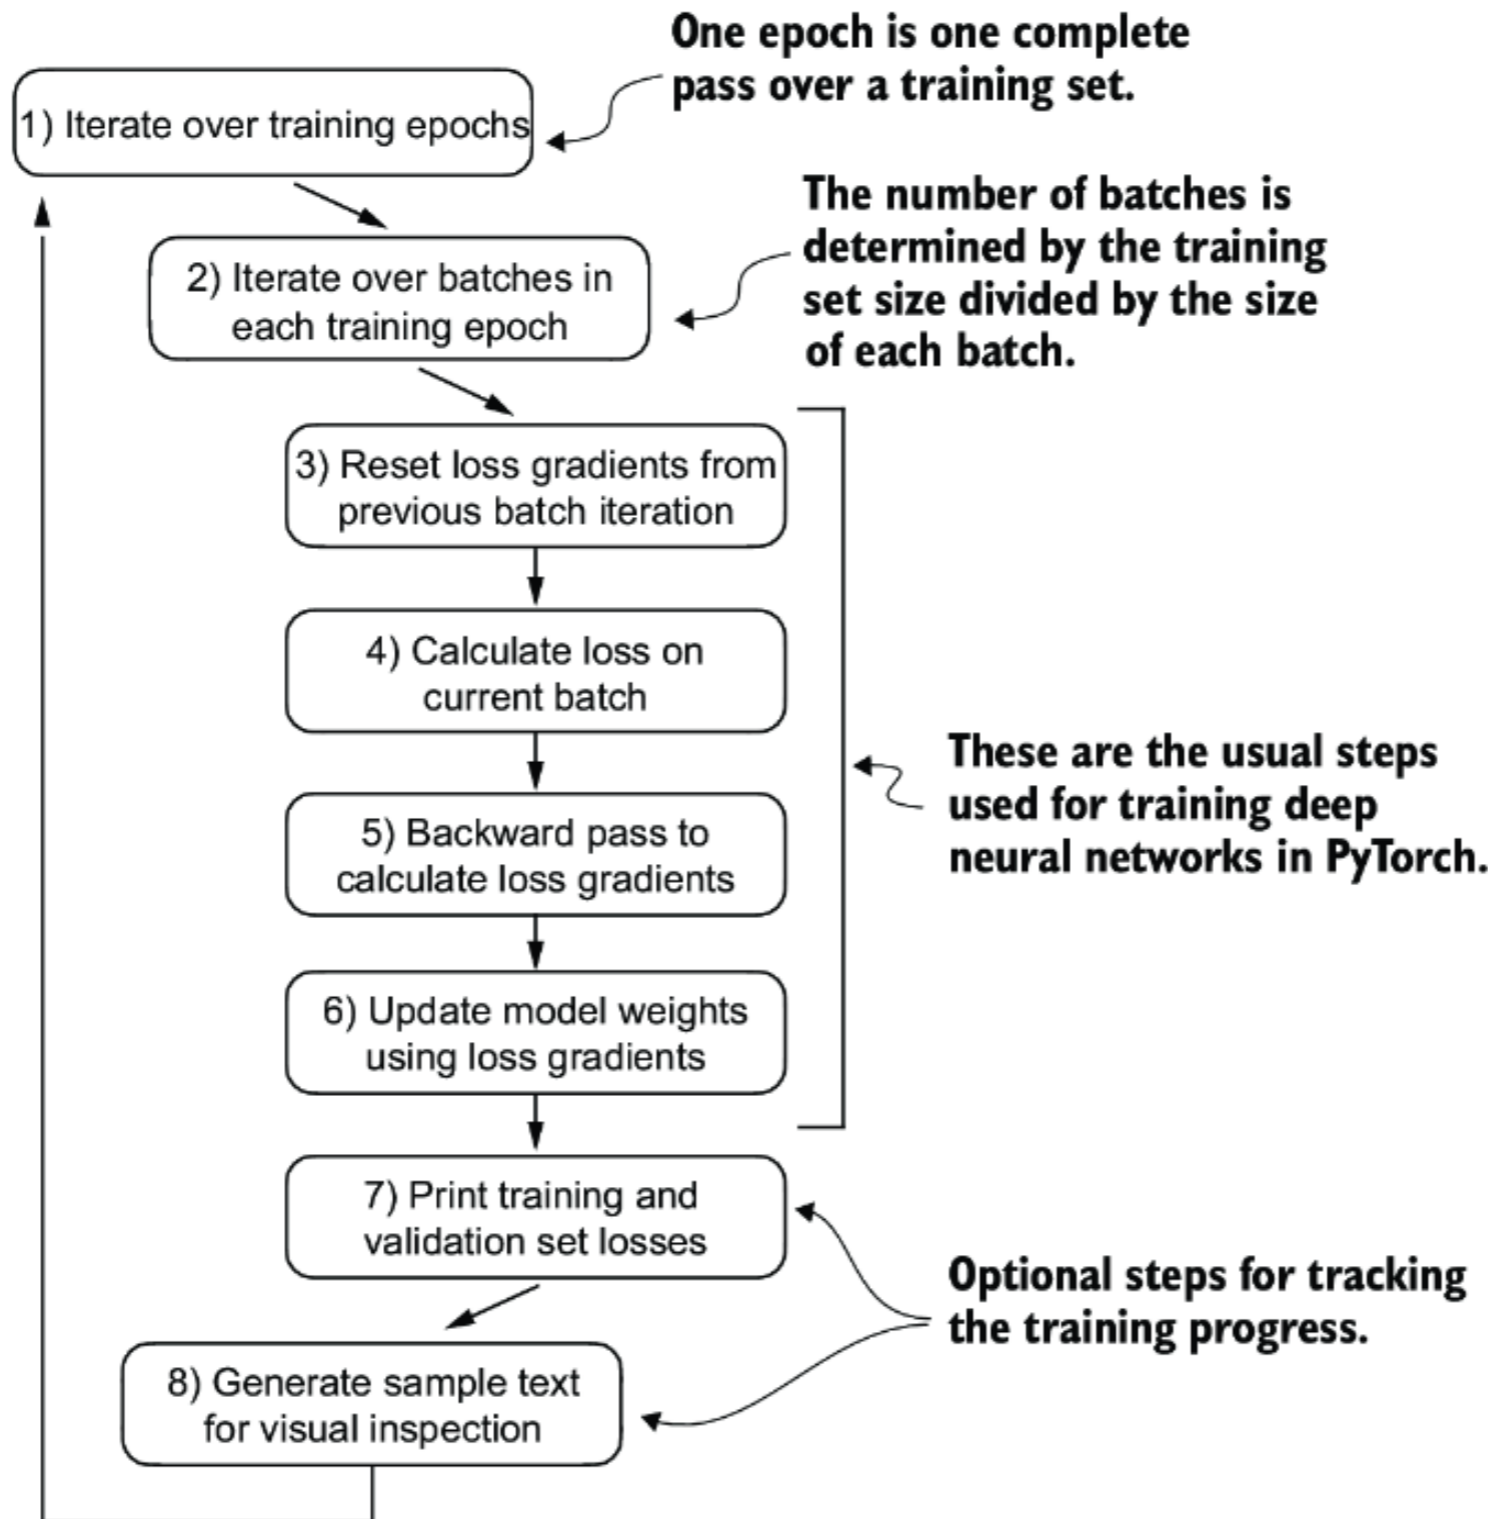 One epoch is one complete
pass over a training set.
1) Iterate over training epochs
The number of batches is
determined by the training
set size divided by the size
of each batch.
2) Iterate over batches in
each training epoch
3) Reset loss gradients from
previous batch iteration
4) Calculate loss on
current batch
These are the usual steps
used for training deep
neural networks in PyTorch.
5) Backward pass to
calculate loss gradients
6) Update model weights
using loss gradients
7) Print training and
validation set losses
Optional steps for tracking
the training progress.
8) Generate sample text
for visual inspection